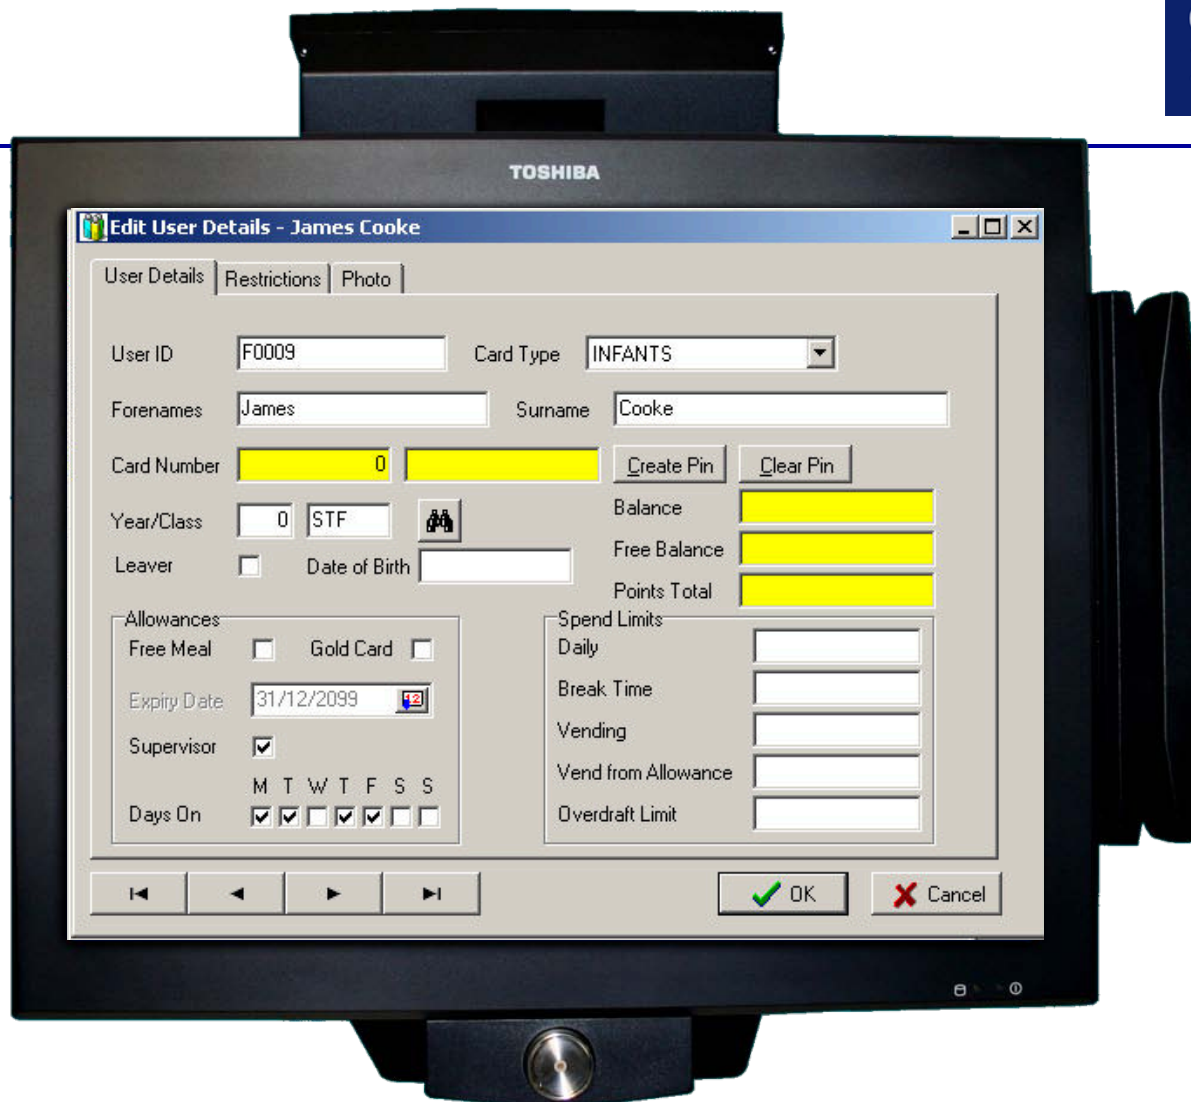 TOSHIBA
Edit User Details - James Cooke
User Details Restrictions Photo
User ID F0009 Card Type INFANTS
Forenames James Surname Cooke
Card Number 0 Create Pin Clear Pin
Year/Class 0 STF Balance
Free Balance
Leaver Date of Birth
Points Total
Allowances Spend Limits
Free Meal Gold Card Daily
Expiry Date 31/12/2099 12 Break Time
Supervisor Vending
M T W T F S S Vend from Allowance
Days On Overdraft Limit
OK Cancel